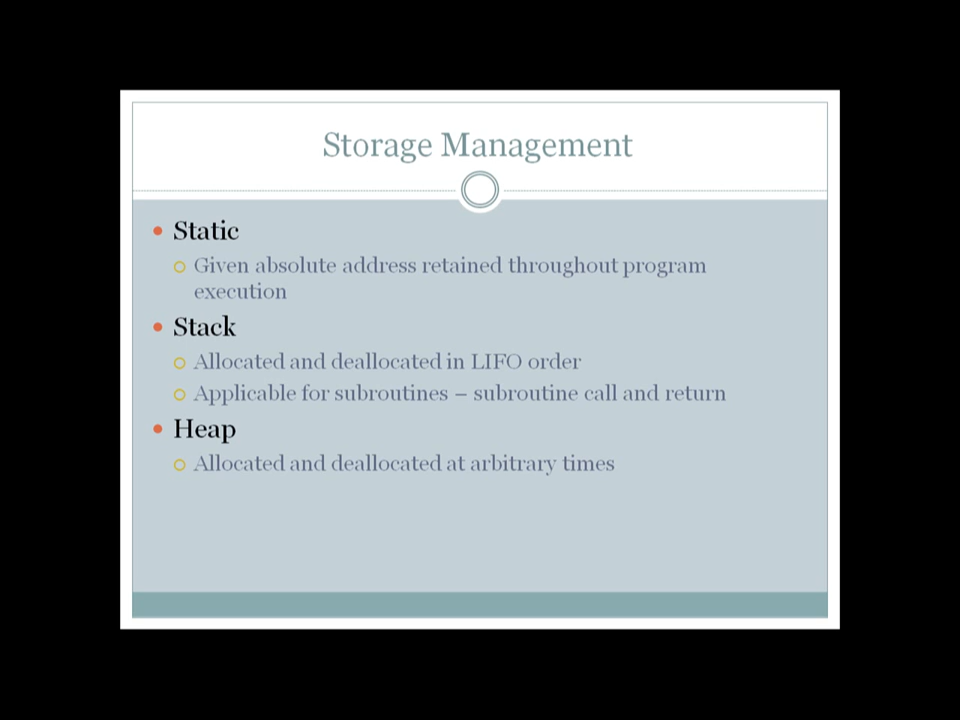 Storage Management
Static
Given absolute address retained throughout program
execution
Stack
Allocated and deallocated in LIFO order
Applicable for subroutines – subroutine call and return
Heap
Allocated and deallocated at arbitrary times